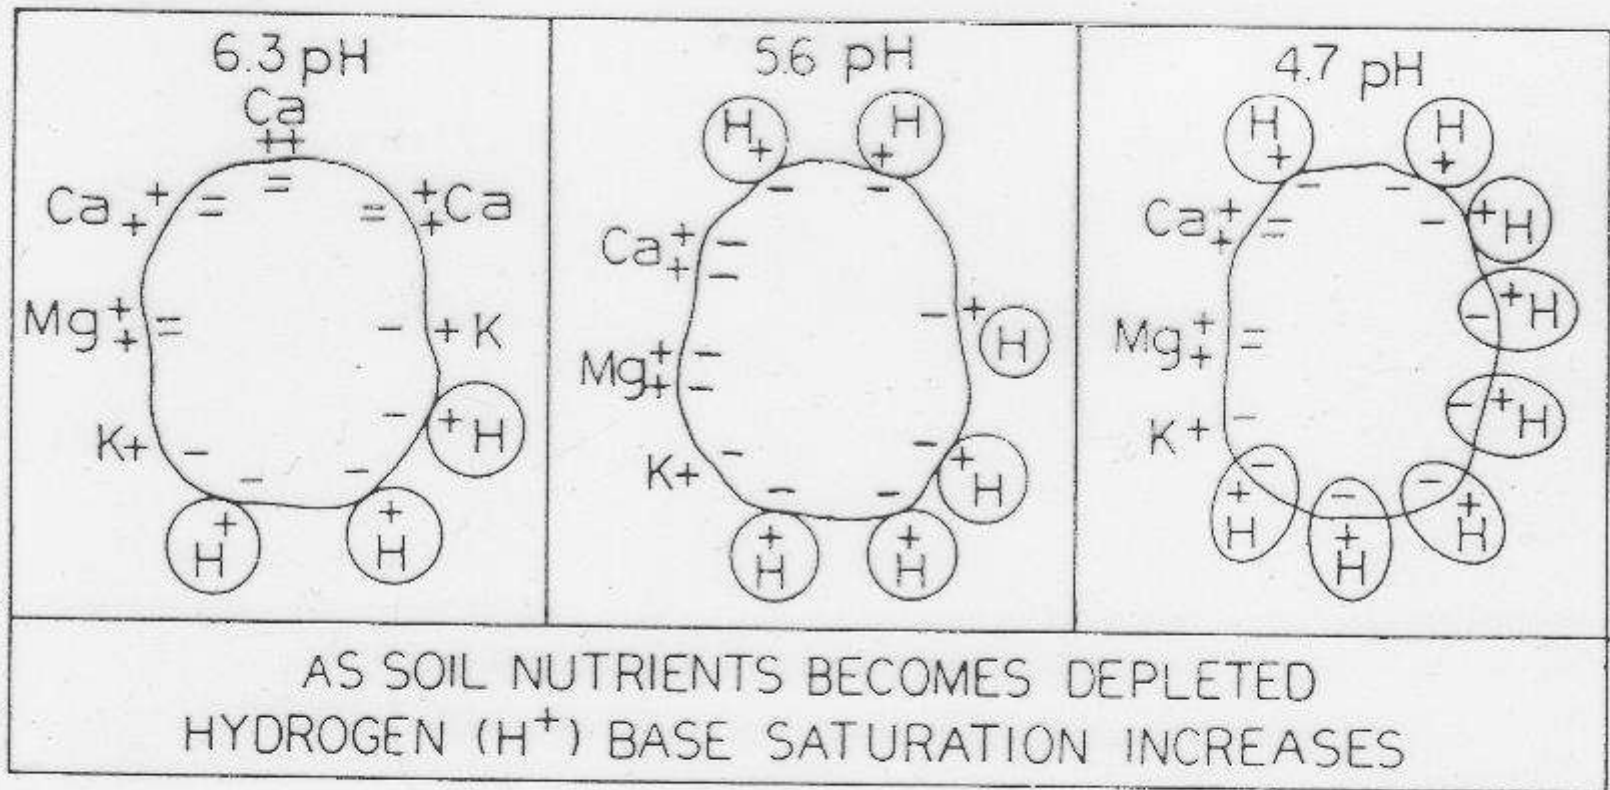 6.3 pH
Ca
++
=
Ca ++
=
=
++ Ca
Mg ++
=
- + K
- + H
K+
-
-
-
H +
+ H
5.6 pH
H +
H +
-
-
Ca ++
-
-
- + H
Mg ++
-
-
K+
-
- + H
-
-
+ H
+ H
4.7 pH
H +
H +
-
-
Ca ++
=
- + H
Mg ++
=
- + H
K +
-
- + H
- + H
- + H
- + H
AS SOIL NUTRIENTS BECOMES DEPLETED
HYDROGEN (H⁺) BASE SATURATION INCREASES